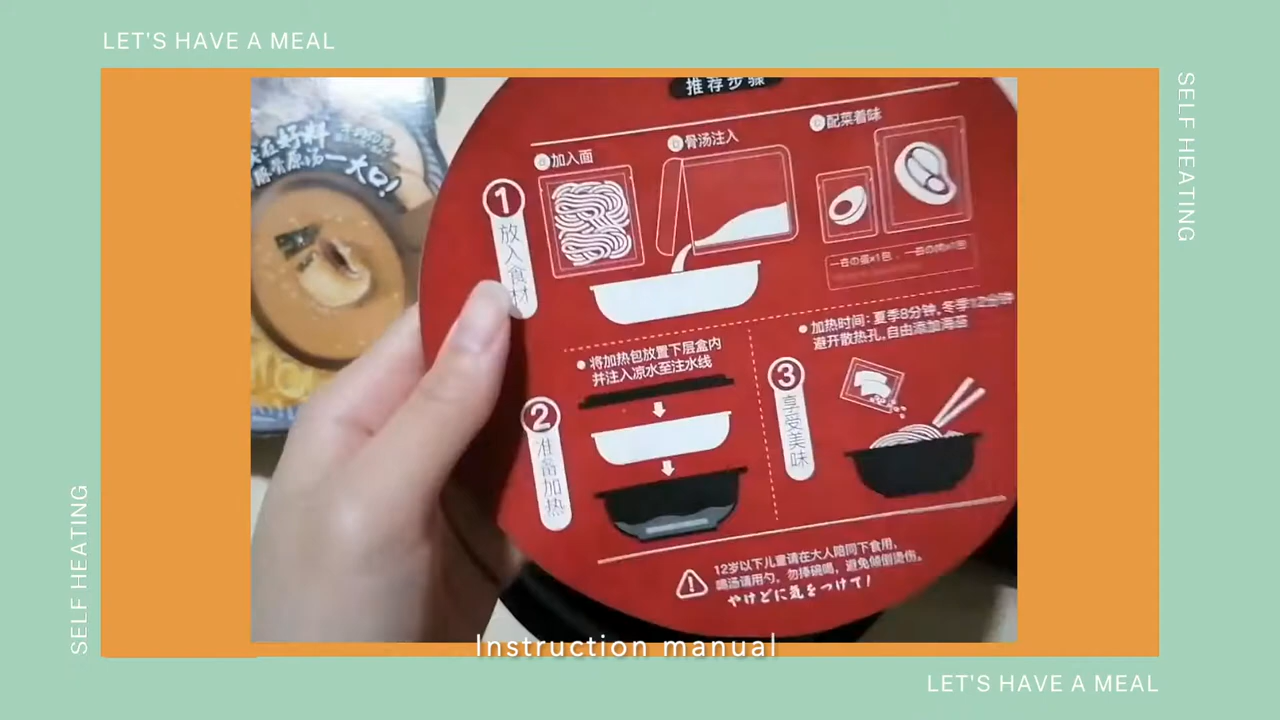 LET'S HAVE A MEAL
SELF HEATING
好料
一大口!
推荐步骤
加入面
骨汤注入
配菜着味
1
放入食材
加热时间:夏季8分钟,冬季12分钟
避开散热孔,自由添加海苔
将加热包放置下层盒内
并注入凉水至注水线
2
准备加热
3
享受美味
12岁以下儿童请在大人陪同下食用,
喝汤请用勺,勿捧碗喝,避免倾倒烫伤。
やけどに気をつけて!
SELF HEATING
Instruction manual
LET'S HAVE A MEAL